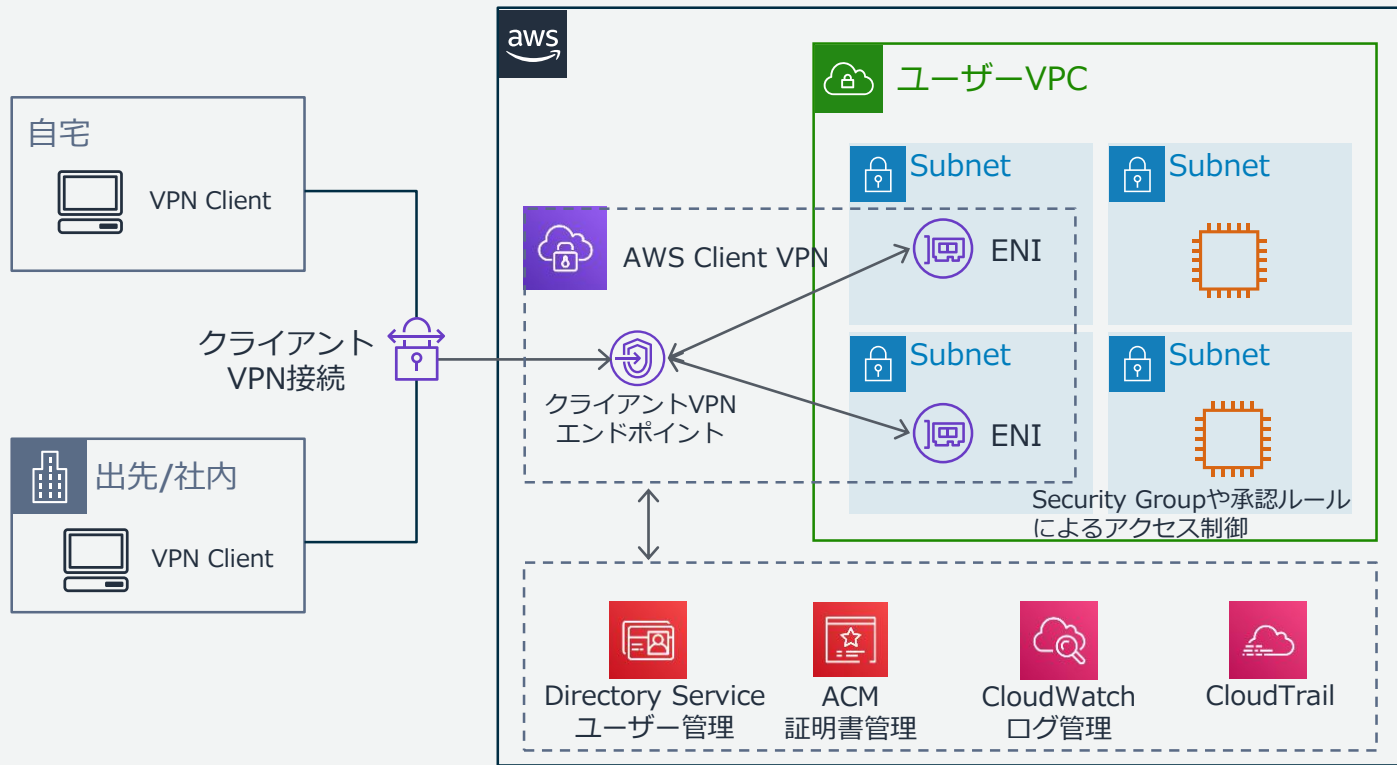 aws
ユーザーVPC
自宅
VPN Client
Subnet
Subnet
AWS Client VPN
ENI
クライアント
VPN接続
Subnet
Subnet
クライアントVPN
エンドポイント
ENI
出先/社内
VPN Client
Security Groupや承認ルール
によるアクセス制御
Directory Service
ユーザー管理
ACM
証明書管理
CloudWatch
ログ管理
CloudTrail